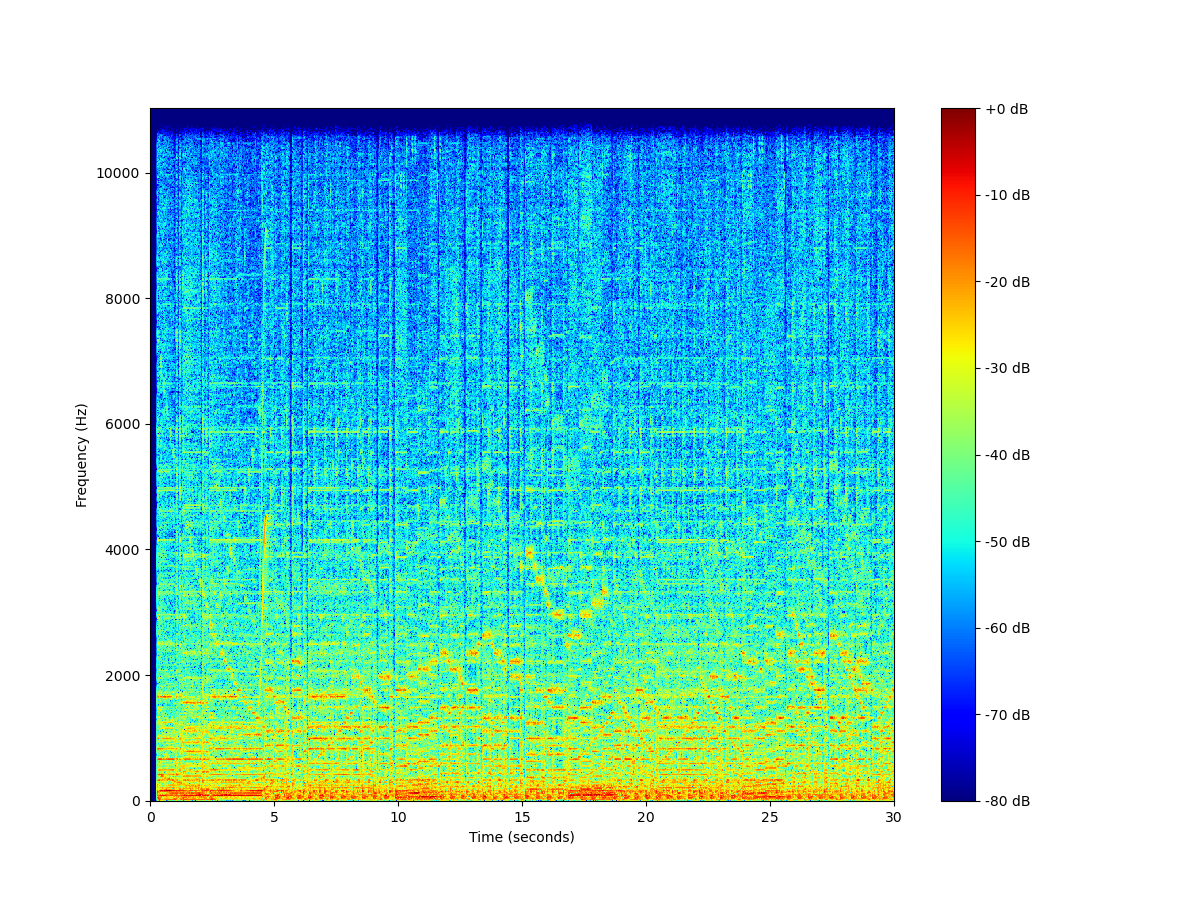 +0 dB
10000
-10 dB
-20 dB
8000
-30 dB
6000
Frequency (Hz)
-40 dB
4000
-50 dB
-60 dB
2000
-70 dB
0
-80 dB
0 5 10 15 20 25 30
Time (seconds)